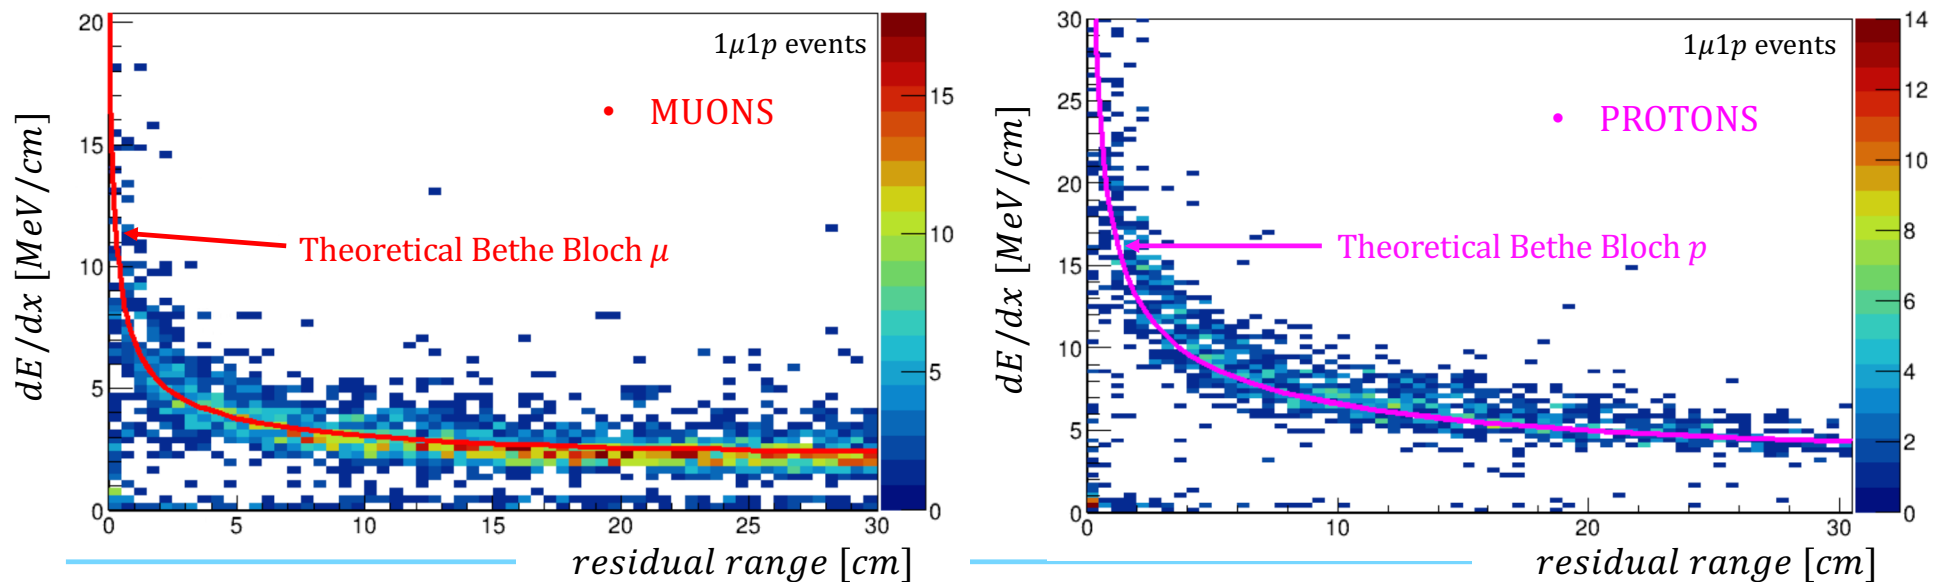 1μ1p events
MUONS
Theoretical Bethe Bloch μ
dE/dx [MeV/cm]
20
15
10
5
0
0 5 10 15 20 25 30
15
10
5
0
residual range [cm]
1μ1p events
PROTONS
Theoretical Bethe Bloch p
dE/dx [MeV/cm]
30
25
20
15
10
5
0
0 10 20 30
14
12
10
8
6
4
2
0
residual range [cm]